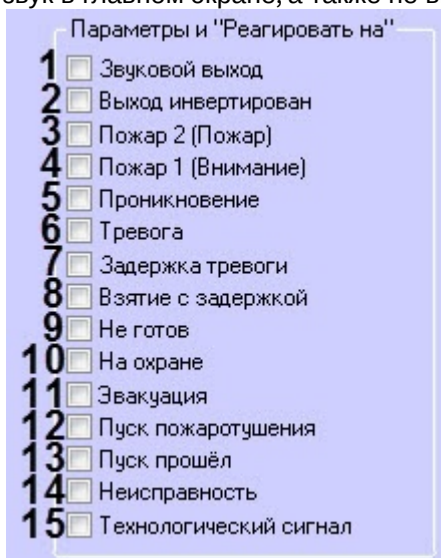 звук в главном экране, а также не в
Параметры и "Реагировать на"
1 Звуковой выход
2 Выход инвертирован
3 Пожар 2 (Пожар)
4 Пожар 1 (Внимание)
5 Проникновение
6 Тревога
7 Задержка тревоги
8 Взятие с задержкой
9 Не готов
10 На охране
11 Эвакуация
12 Пуск пожаротушения
13 Пуск прошёл
14 Неисправность
15 Технологический сигнал